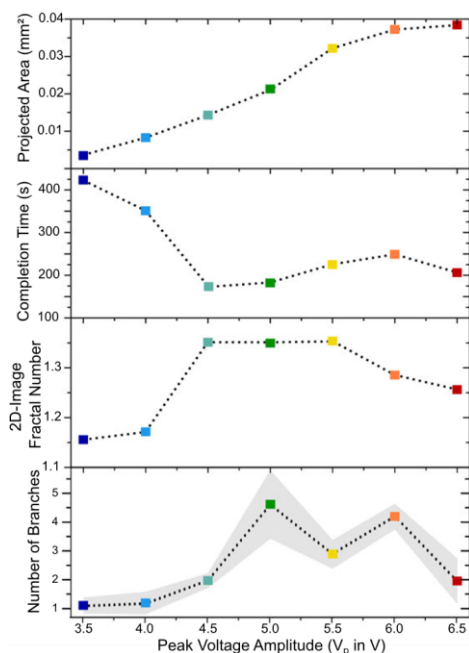 0.04
0.03
0.02
0.01
Projected Area (mm²)
400
300
200
100
Completion Time (s)
1.3
1.2
1.1
2D-Image
Fractal Number
5
4
3
2
1
Number of Branches
3.5 4.0 4.5 5.0 5.5 6.0 6.5
Peak Voltage Amplitude (Vp in V)